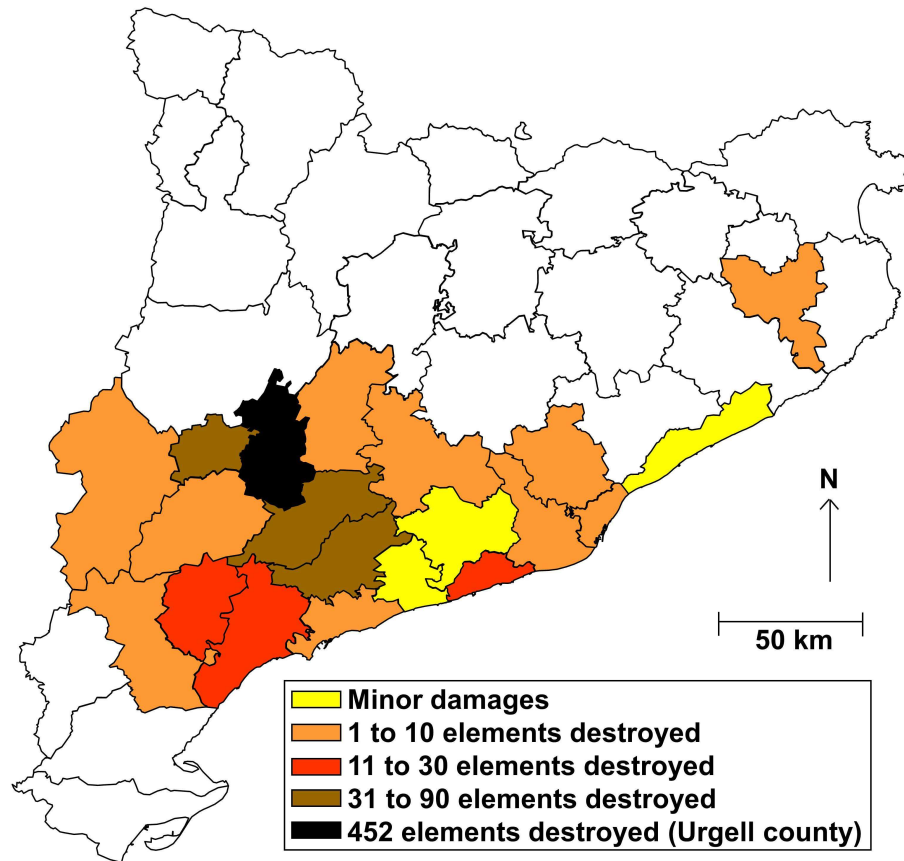 N
50 km
Minor damages
1 to 10 elements destroyed
11 to 30 elements destroyed
31 to 90 elements destroyed
452 elements destroyed (Urgell county)